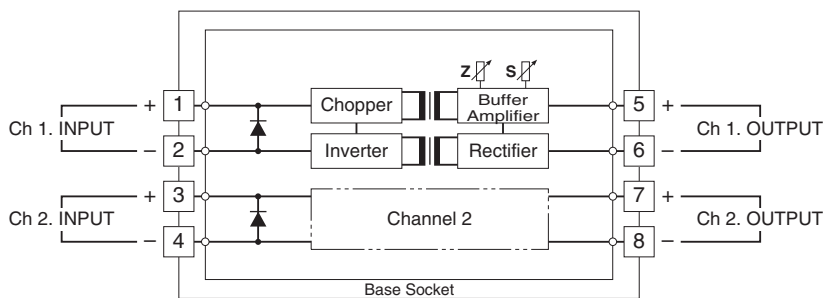 Z S
+ 1 Chopper Buffer Amplifier 5 +
Ch 1. INPUT Ch 1. OUTPUT
− 2 Inverter Rectifier 6 −
+ 3 7 +
Ch 2. INPUT Channel 2 Ch 2. OUTPUT
− 4 8 −
Base Socket